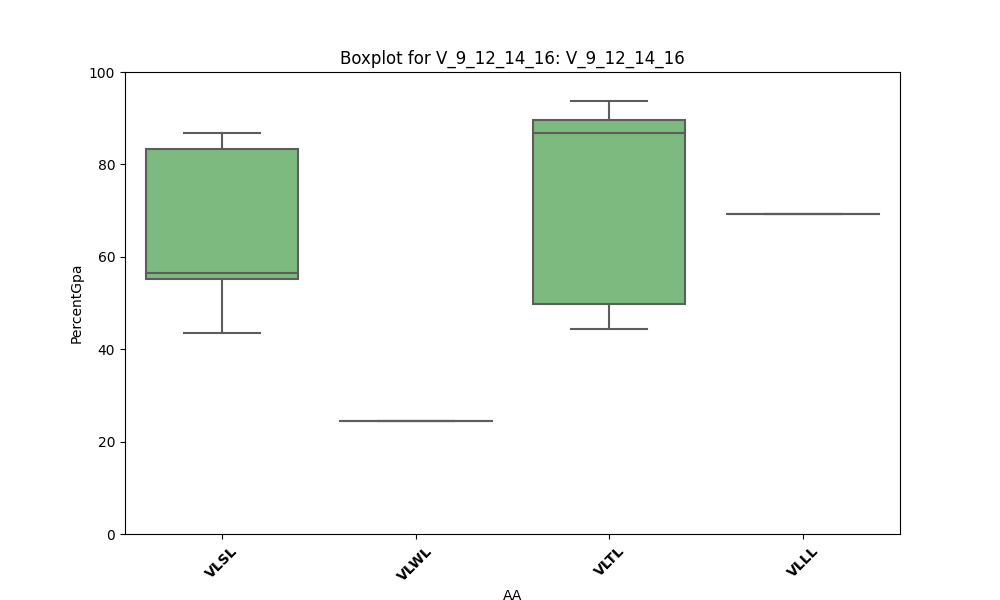 Boxplot for V_9_12_14_16: V_9_12_14_16
100
80
60
40
20
0
PercentGpa
VLSL
VLWL
VLTL
VLLL
AA